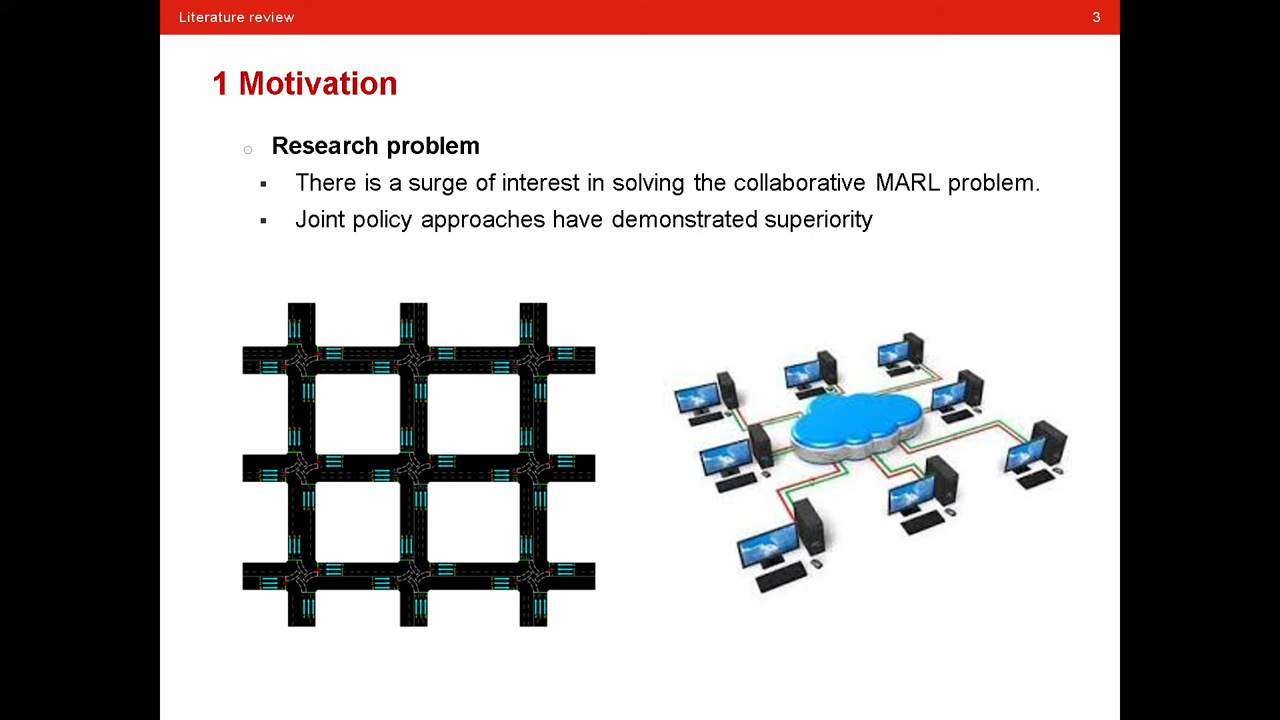 Literature review
3
1 Motivation
Research problem
There is a surge of interest in solving the collaborative MARL problem.
Joint policy approaches have demonstrated superiority